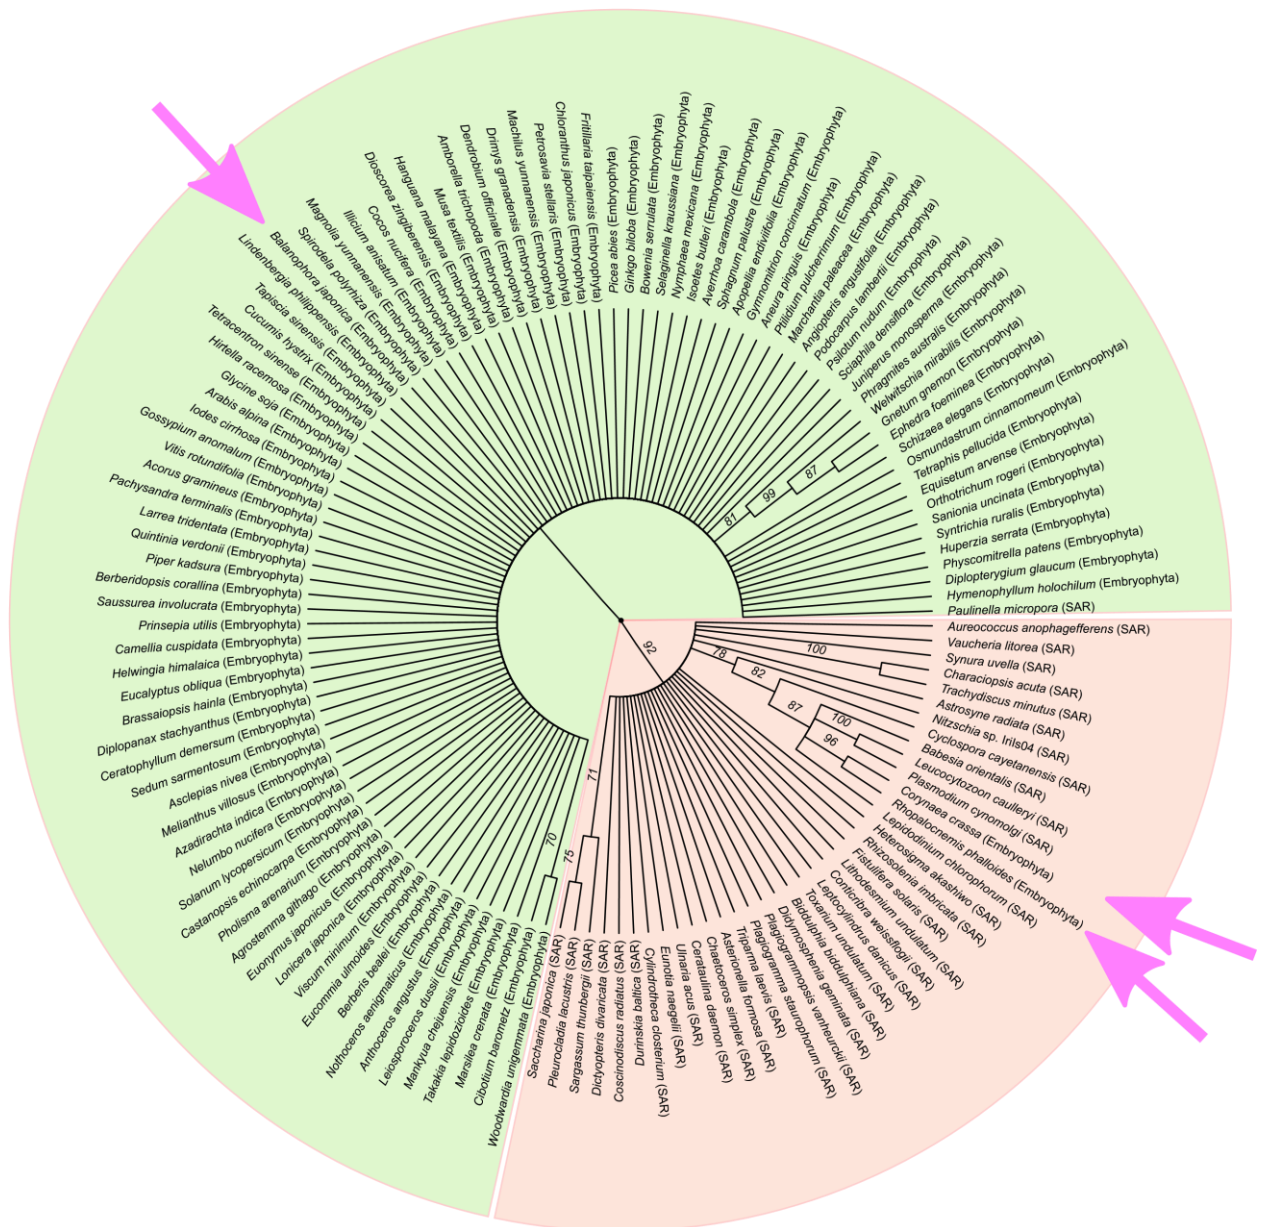 Picea abies (Embryophyta)
Ginkgo biloba (Embryophyta)
Bowenia serrulata (Embryophyta)
Selaginella kraussiana (Embryophyta)
Nymphaea mexicana (Embryophyta)
Isoetes butleri (Embryophyta)
Averrhoa carambola (Embryophyta)
Sphagnum palustre (Embryophyta)
Apopellia endiviifolia (Embryophyta)
Gymnomitrion concinnatum (Embryophyta)
Aneura pinguis (Embryophyta)
Ptilidium pulcherrimum (Embryophyta)
Marchantia paleacea (Embryophyta)
Angiopteris angustifolia (Embryophyta)
Podocarpus lambertii (Embryophyta)
Psilotum nudum (Embryophyta)
Sciaphila densiflora (Embryophyta)
Juniperus monosperma (Embryophyta)
Phragmites australis (Embryophyta)
Welwitschia mirabilis (Embryophyta)
Gnetum gnemon (Embryophyta)
Ephedra foeminea (Embryophyta)
Schizaea elegans (Embryophyta)
Osmundastrum cinnamomeum (Embryophyta)
Tetraphis pellucida (Embryophyta)
Equisetum arvense (Embryophyta)
Orthotrichum rogeri (Embryophyta)
Sanionia uncinata (Embryophyta)
Syntrichia ruralis (Embryophyta)
Huperzia serrata (Embryophyta)
Physcomitrella patens (Embryophyta)
Diplopterygium glaucum (Embryophyta)
Hymenophyllum holochilum (Embryophyta)
Paulinella micropora (SAR)
Aureococcus anophagefferens (SAR)
Vaucheria litorea (SAR)
Synura uvella (SAR)
Characiopsis acuta (SAR)
Trachydiscus minutus (SAR)
Astrosyne radiata (SAR)
Nitzschia sp. IriIs04 (SAR)
Cyclospora cayetanensis (SAR)
Babesia orientalis (SAR)
Leucocytozoon caulleryi (SAR)
Plasmodium cynomolgi (SAR)
Corynaea crassa (Embryophyta)
Rhopalocnemis phalloides (Embryophyta)
Lepidodinium chlorophorum (SAR)
Heterosigma akashiwo (SAR)
Rhizosolenia imbricata (SAR)
Fistulifera solaris (SAR)
Lithodesmium undulatum (SAR)
Conticribra weissflogii (SAR)
Leptocylindrus danicus (SAR)
Toxarium undulatum (SAR)
Biddulphia biddulphiana (SAR)
Didymosphenia geminata (SAR)
Plagiogrammopsis vanheurckii (SAR)
Plagiogramma staurophorum (SAR)
Triparma laevis (SAR)
Asterionella formosa (SAR)
Chaetoceros simplex (SAR)
Cerataulina daemon (SAR)
Ulnaria acus (SAR)
Eunotia naegelii (SAR)
Cylindrotheca closterium (SAR)
Durinskia baltica (SAR)
Coscinodiscus radiatus (SAR)
Dictyopteris divaricata (SAR)
Sargassum thunbergii (SAR)
Pleurocladia lacustris (SAR)
Saccharina japonica (SAR)
Woodwardia unigemmata (Embryophyta)
Cibotium barometz (Embryophyta)
Marsilea crenata (Embryophyta)
Takakia lepidozioides (Embryophyta)
Mankyua chejuensis (Embryophyta)
Leiosporoceros dussii (Embryophyta)
Anthoceros angustus (Embryophyta)
Nothoceros aenigmaticus (Embryophyta)
Berberis bealei (Embryophyta)
Eucommia ulmoides (Embryophyta)
Viscum minimum (Embryophyta)
Lonicera japonica (Embryophyta)
Euonymus japonicus (Embryophyta)
Agrostemma githago (Embryophyta)
Pholisma arenarium (Embryophyta)
Castanopsis echinocarpa (Embryophyta)
Solanum lycopersicum (Embryophyta)
Nelumbo nucifera (Embryophyta)
Azadirachta indica (Embryophyta)
Melianthus villosus (Embryophyta)
Asclepias nivea (Embryophyta)
Sedum sarmentosum (Embryophyta)
Ceratophyllum demersum (Embryophyta)
Diplopanax stachyanthus (Embryophyta)
Brassaiopsis hainla (Embryophyta)
Eucalyptus obliqua (Embryophyta)
Helwingia himalaica (Embryophyta)
Camellia cuspidata (Embryophyta)
Prinsepia utilis (Embryophyta)
Saussurea involucrata (Embryophyta)
Berberidopsis corallina (Embryophyta)
Piper kadsura (Embryophyta)
Quintinia verdonii (Embryophyta)
Larrea tridentata (Embryophyta)
Pachysandra terminalis (Embryophyta)
Acorus gramineus (Embryophyta)
Vitis rotundifolia (Embryophyta)
Gossypium anomalum (Embryophyta)
Iodes cirrhosa (Embryophyta)
Arabis alpina (Embryophyta)
Glycine soja (Embryophyta)
Hirtella racemosa (Embryophyta)
Tetracentron sinense (Embryophyta)
Cucumis hystrix (Embryophyta)
Tapiscia sinensis (Embryophyta)
Lindenbergia philippensis (Embryophyta)
Balanophora japonica (Embryophyta)
Spirodela polyrhiza (Embryophyta)
Magnolia yunnanensis (Embryophyta)
Illicium anisatum (Embryophyta)
Cocos nucifera (Embryophyta)
Dioscorea zingiberensis (Embryophyta)
Hanguana malayana (Embryophyta)
Musa textilis (Embryophyta)
Amborella trichopoda (Embryophyta)
Dendrobium officinale (Embryophyta)
Drimys granadensis (Embryophyta)
Machilus yunnanensis (Embryophyta)
Petrosavia stellaris (Embryophyta)
Chloranthus japonicus (Embryophyta)
Fritillaria taipaiensis (Embryophyta)
81
99
87
92
100
78
82
87
100
96
71
75
70